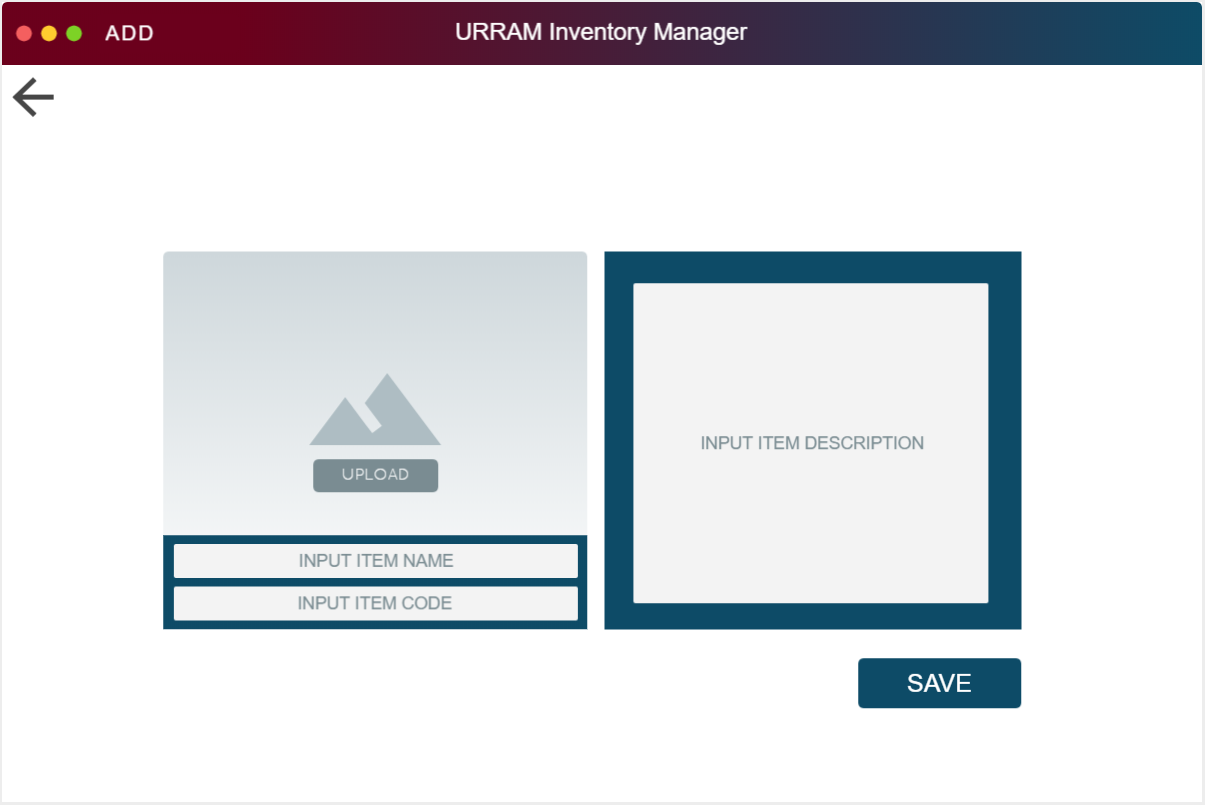 ADD
URRAM Inventory Manager
UPLOAD
INPUT ITEM NAME
INPUT ITEM CODE
INPUT ITEM DESCRIPTION
SAVE